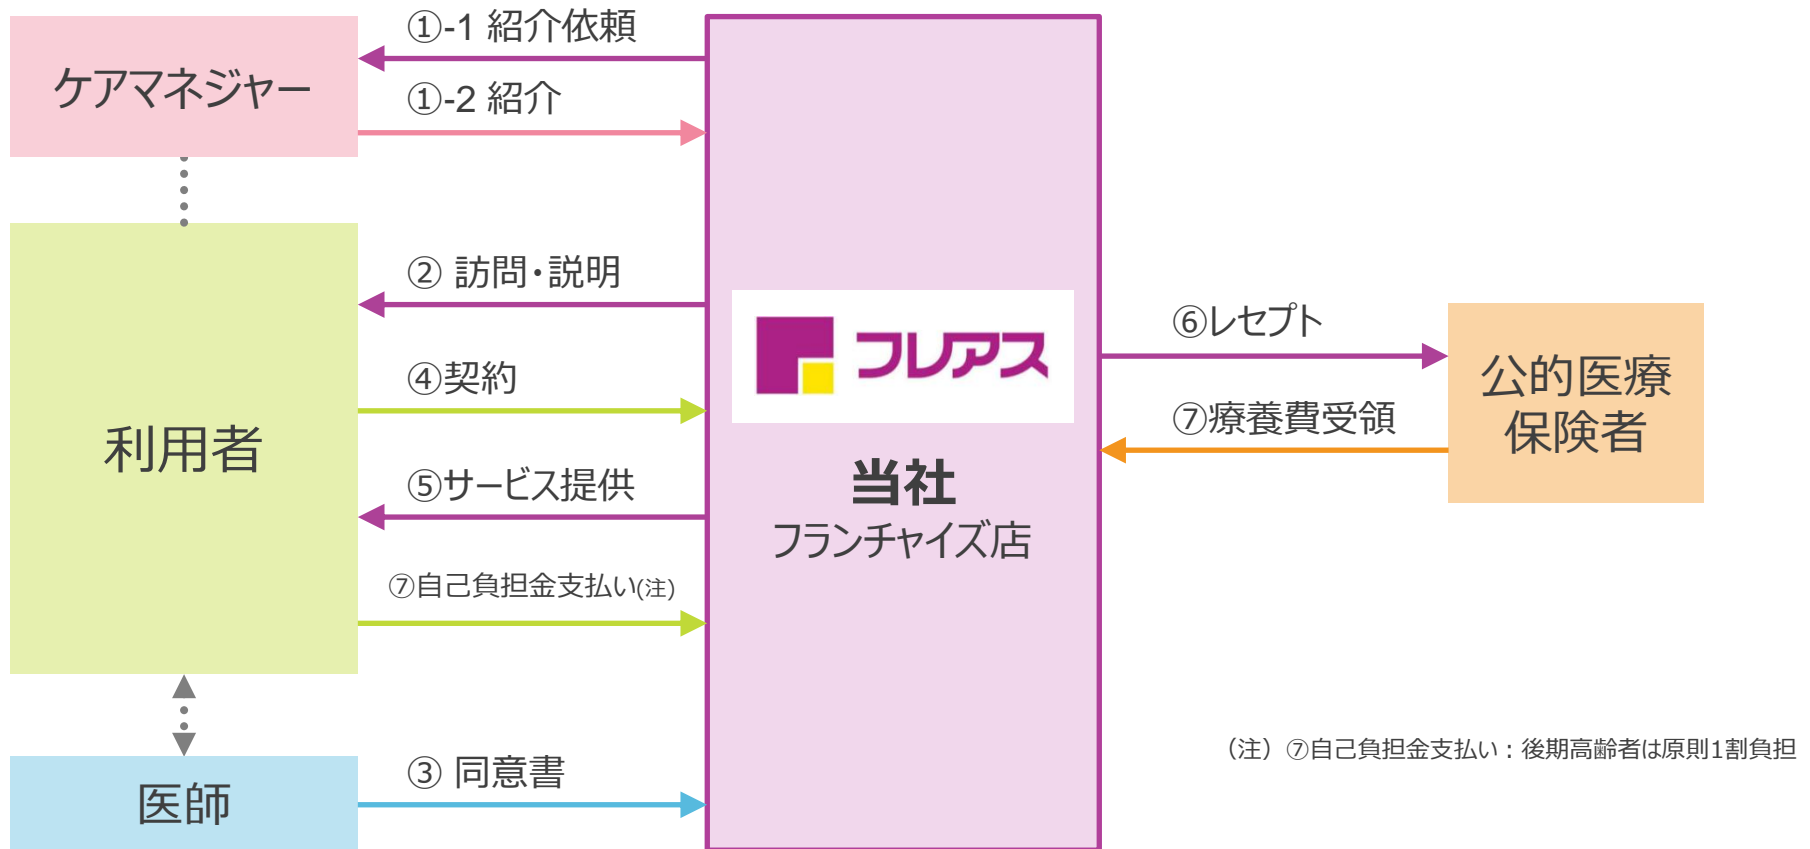 ケアマネジャー
①-1 紹介依頼
①-2 紹介
利用者
② 訪問・説明
④契約
⑤サービス提供
⑦自己負担金支払い(注)
医師
③ 同意書
フレアス
当社
フランチャイズ店
⑥レセプト
⑦療養費受領
公的医療
保険者
（注）⑦自己負担金支払い：後期高齢者は原則1割負担